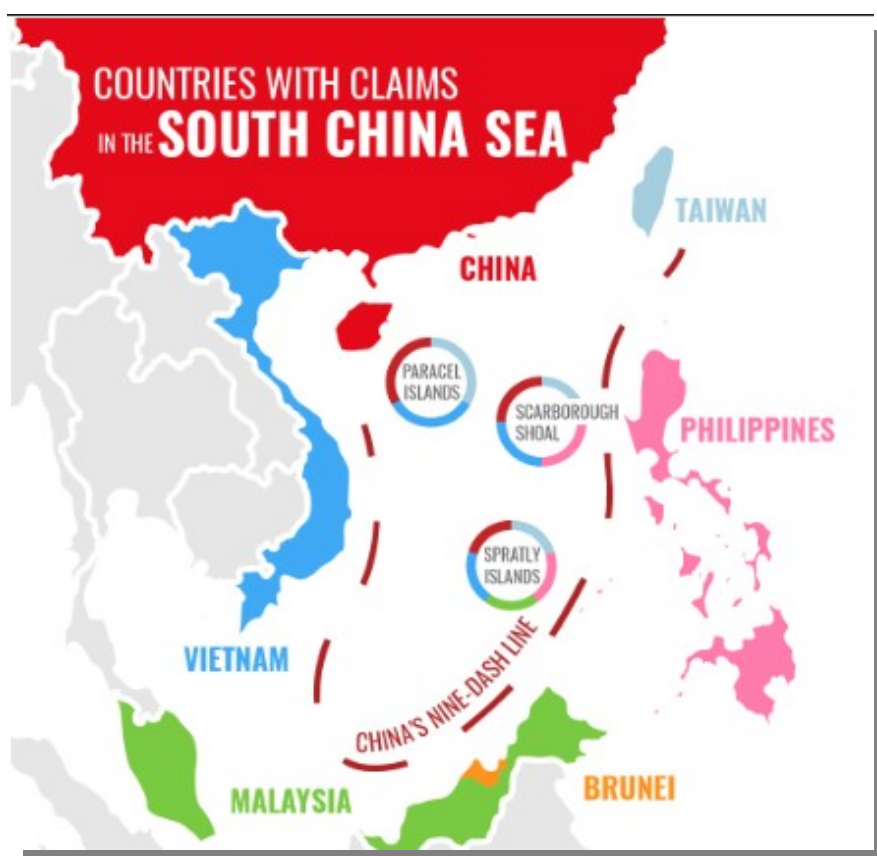 COUNTRIES WITH CLAIMS
IN THE SOUTH CHINA SEA
TAIWAN
CHINA
PARACEL
ISLANDS
SCARBOROUGH
SHOAL
PHILIPPINES
SPRATLY
ISLANDS
VIETNAM
CHINA'S NINE-DASH LINE
MALAYSIA
BRUNEI